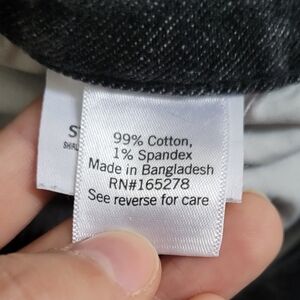 99% Cotton,
1% Spandex
Made in Bangladesh
RN#165278
See reverse for care